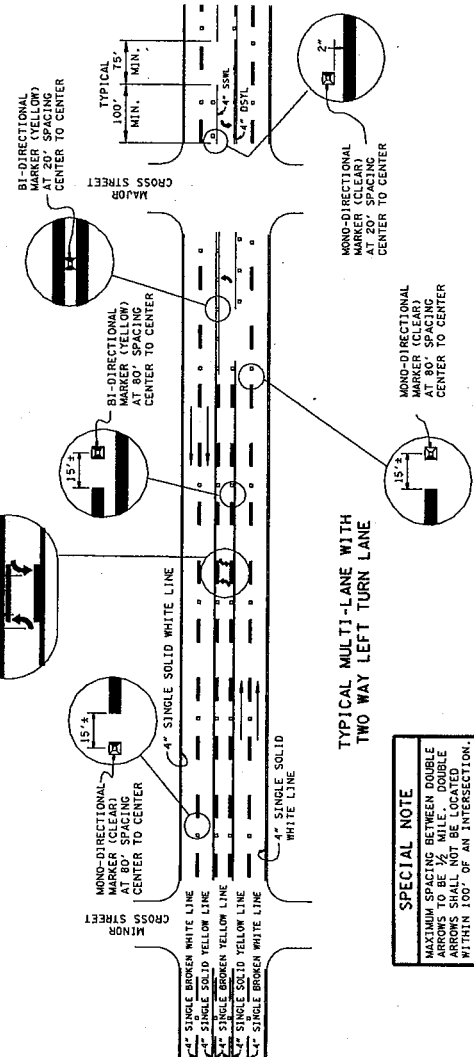 MONO-DIRECTIONAL
MARKER (CLEAR)
AT 80' SPACING
CENTER TO CENTER
15'±
BI-DIRECTIONAL
MARKER (YELLOW)
AT 80' SPACING
CENTER TO CENTER
15'±
BI-DIRECTIONAL
MARKER (YELLOW)
AT 20' SPACING
CENTER TO CENTER
MINOR
CROSS STREET
MAJOR
CROSS STREET
TYPICAL
100'
MIN.
75'
MIN.
4" SINGLE SOLID WHITE LINE
4" SINGLE BROKEN WHITE LINE
4" SINGLE SOLID YELLOW LINE
4" SINGLE BROKEN YELLOW LINE
4" SINGLE SOLID YELLOW LINE
4" SINGLE BROKEN WHITE LINE
4" SSWL
4" DSYL
4" SINGLE SOLID
WHITE LINE
2"
MONO-DIRECTIONAL
MARKER (CLEAR)
AT 20' SPACING
CENTER TO CENTER
15'±
MONO-DIRECTIONAL
MARKER (CLEAR)
AT 80' SPACING
CENTER TO CENTER
TYPICAL MULTI-LANE WITH
TWO WAY LEFT TURN LANE
SPECIAL NOTE
MAXIMUM SPACING BETWEEN DOUBLE
ARROWS TO BE ½ MILE. DOUBLE
ARROWS SHALL NOT BE LOCATED
WITHIN 100' OF AN INTERSECTION.